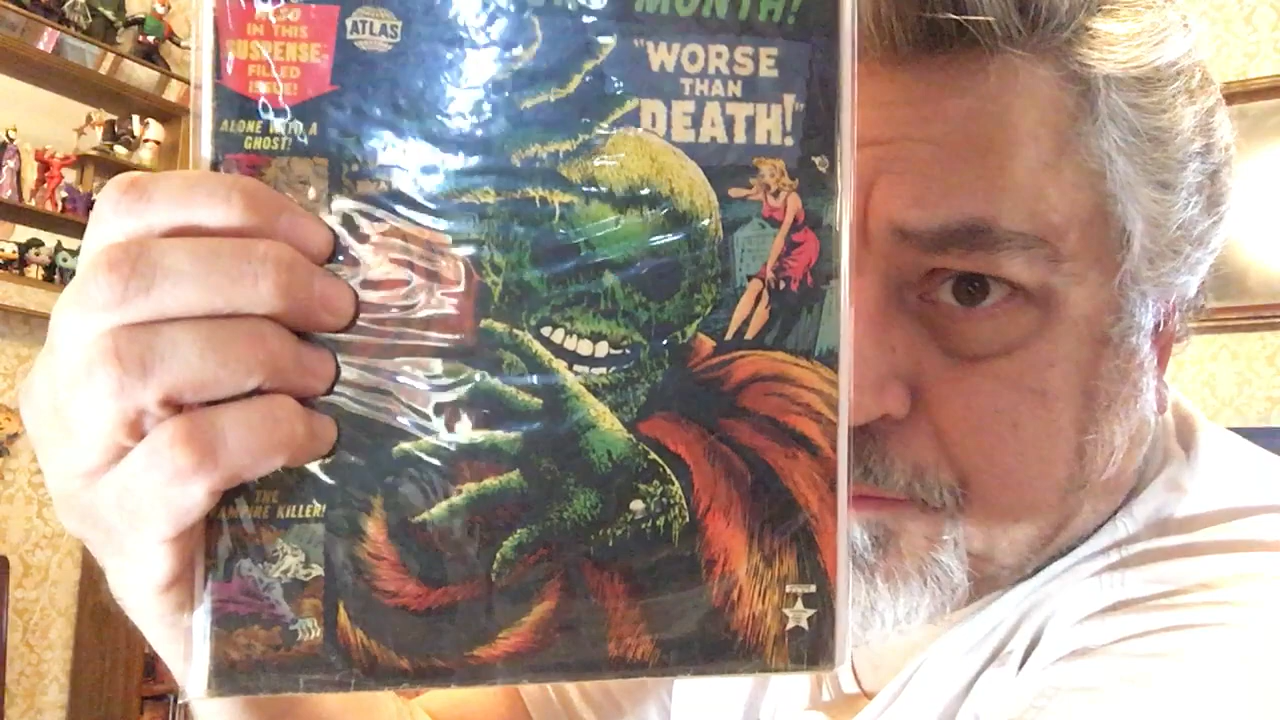 MONTH!
ALSO
IN THIS
SUSPENSE-
FILLED
ISSUE!
ATLAS
"WORSE
THAN
DEATH!"
ALONE WITH A
GHOST!
THE
VAMPIRE KILLER!